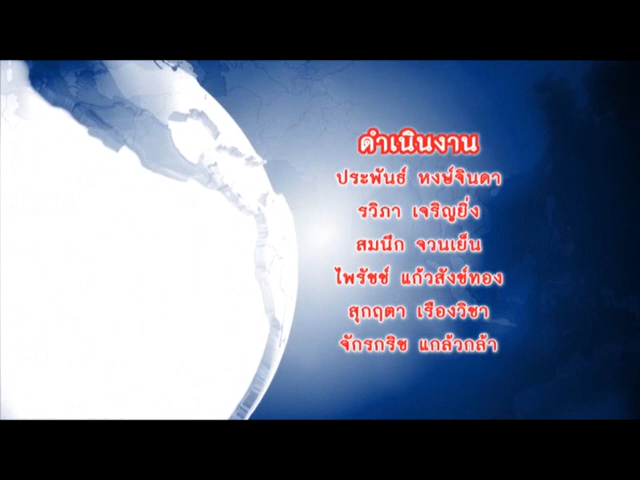 ดำเนินงาน
ประพันธ์ หงษ์จินดา
รวิภา เจริญยิ่ง
สมนึก จวนเย็น
ไพรัชช์ แก้วสังข์ทอง
สุกฤตา เรืองวิชา
จักรกริช แกล้วกล้า